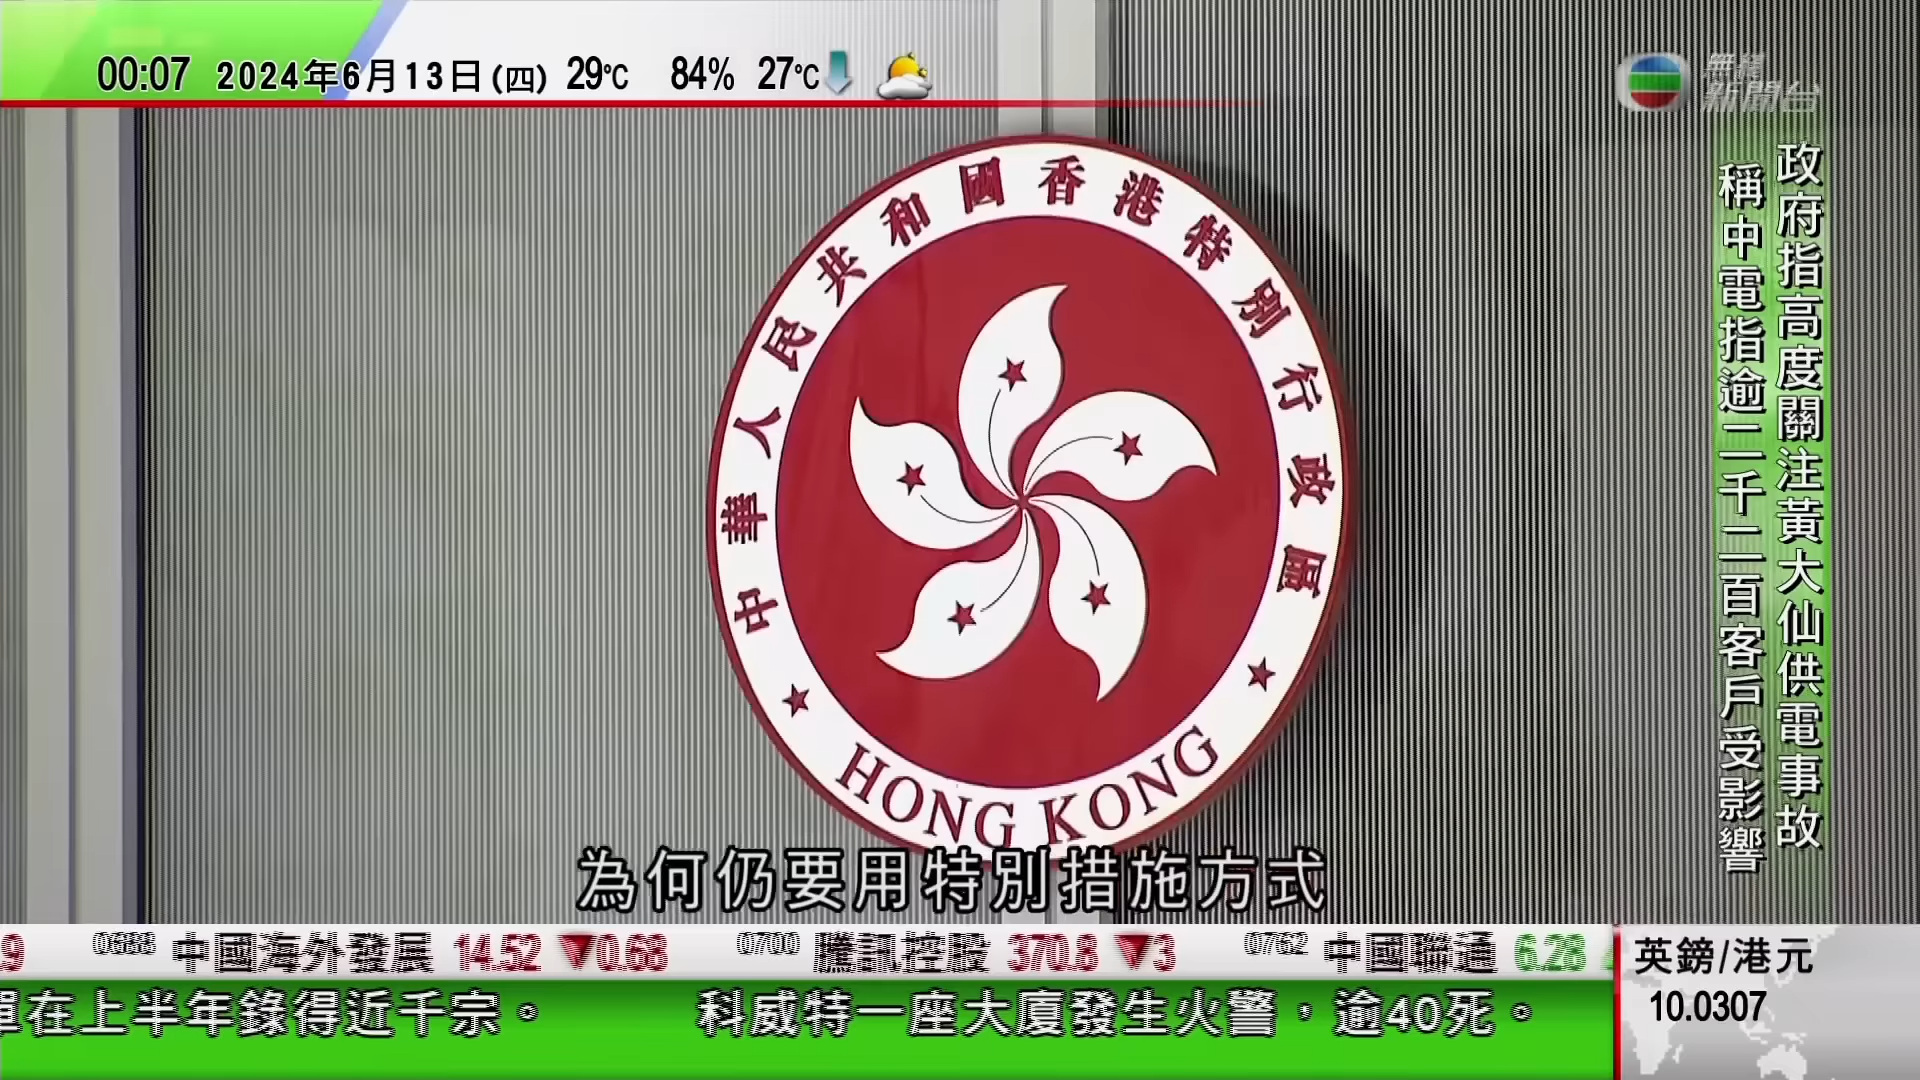 00:07 2024年6月13日(四) 29℃ 84% 27℃
無綫
新聞台
政府指高度關注黃大仙供電事故
稱中電指逾二千二百客戶受影響
中華人民共和國香港特別行政區
HONG KONG
為何仍要用特別措施方式
9 0688 中國海外發展 14.52 ▼0.68 0700 騰訊控股 370.8 ▼3 0762 中國聯通 6.28
英鎊/港元
10.0307
單在上半年錄得近千宗。 科威特一座大廈發生火警，逾40死。